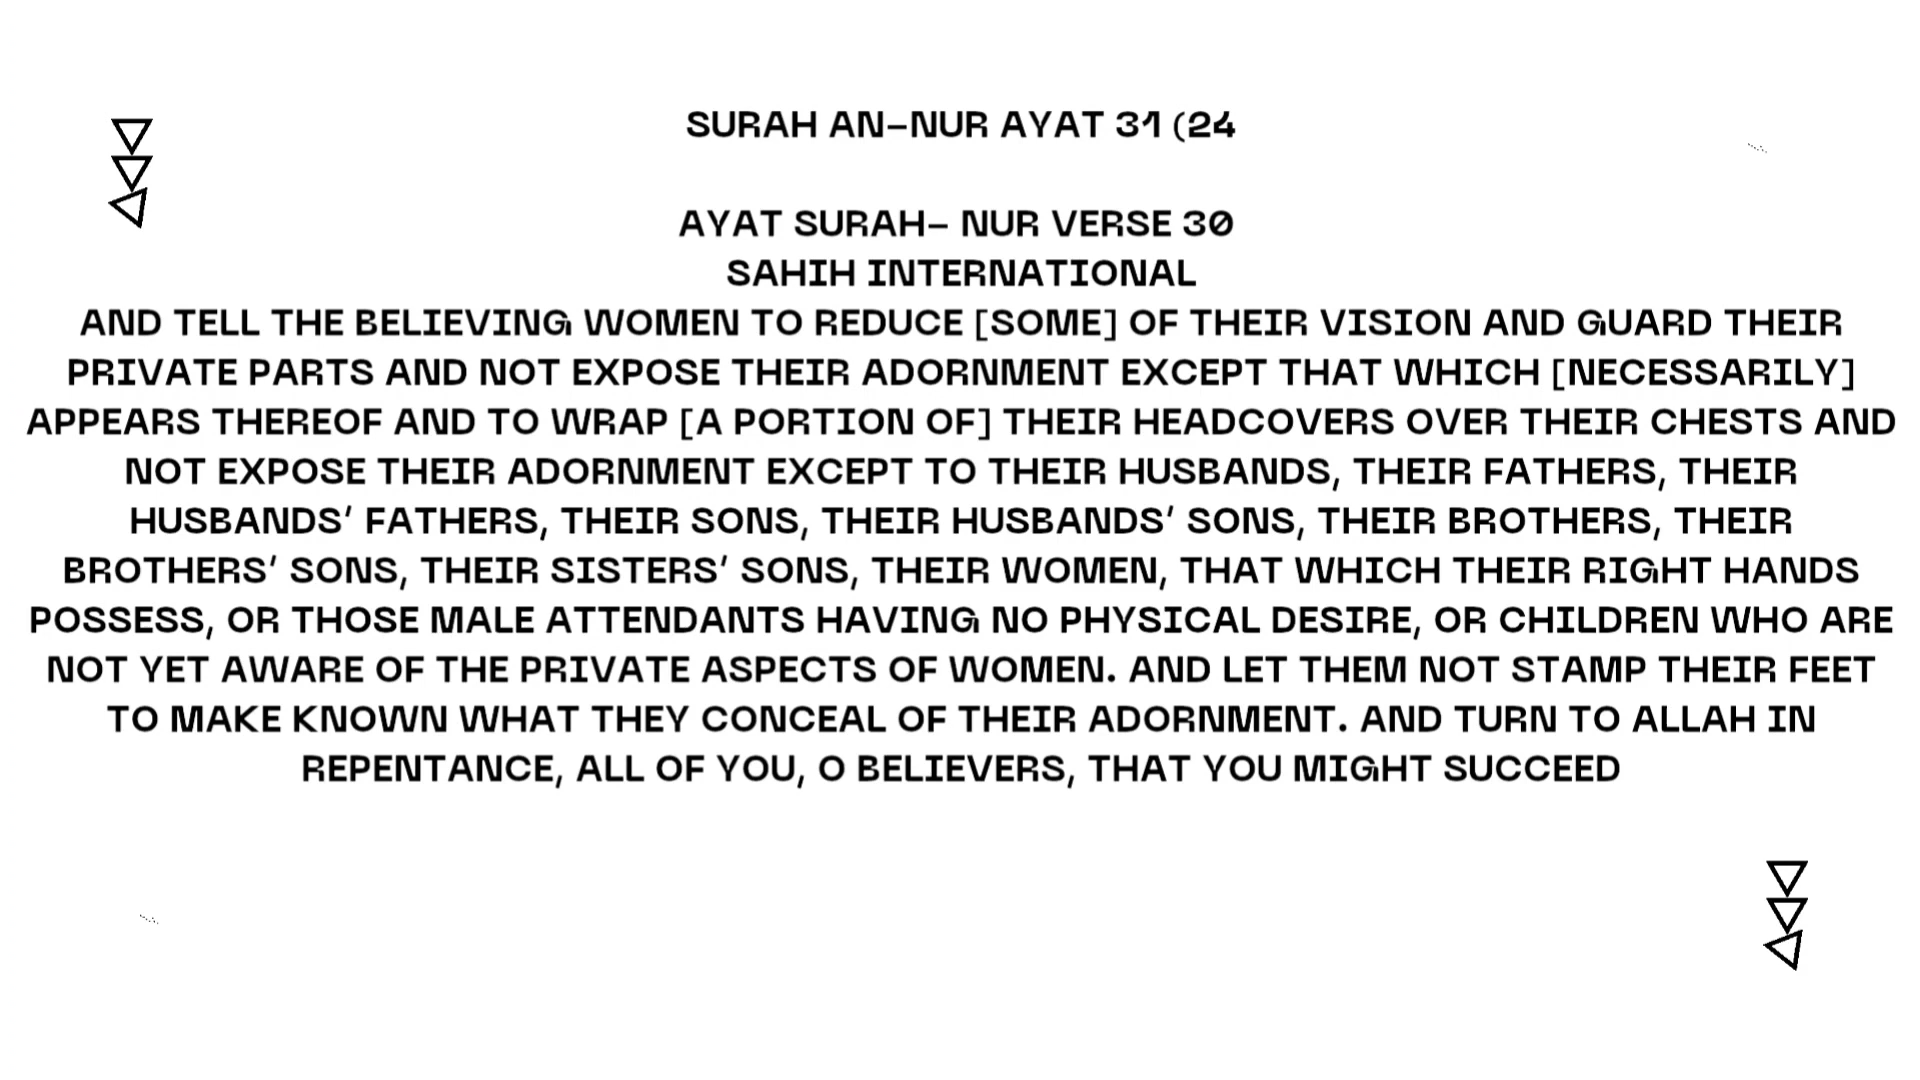 SURAH AN–NUR AYAT 31 (24
AYAT SURAH– NUR VERSE 30
SAHIH INTERNATIONAL
AND TELL THE BELIEVING WOMEN TO REDUCE [SOME] OF THEIR VISION AND GUARD THEIR
PRIVATE PARTS AND NOT EXPOSE THEIR ADORNMENT EXCEPT THAT WHICH [NECESSARILY]
APPEARS THEREOF AND TO WRAP [A PORTION OF] THEIR HEADCOVERS OVER THEIR CHESTS AND
NOT EXPOSE THEIR ADORNMENT EXCEPT TO THEIR HUSBANDS, THEIR FATHERS, THEIR
HUSBANDS' FATHERS, THEIR SONS, THEIR HUSBANDS' SONS, THEIR BROTHERS, THEIR
BROTHERS' SONS, THEIR SISTERS' SONS, THEIR WOMEN, THAT WHICH THEIR RIGHT HANDS
POSSESS, OR THOSE MALE ATTENDANTS HAVING NO PHYSICAL DESIRE, OR CHILDREN WHO ARE
NOT YET AWARE OF THE PRIVATE ASPECTS OF WOMEN. AND LET THEM NOT STAMP THEIR FEET
TO MAKE KNOWN WHAT THEY CONCEAL OF THEIR ADORNMENT. AND TURN TO ALLAH IN
REPENTANCE, ALL OF YOU, O BELIEVERS, THAT YOU MIGHT SUCCEED